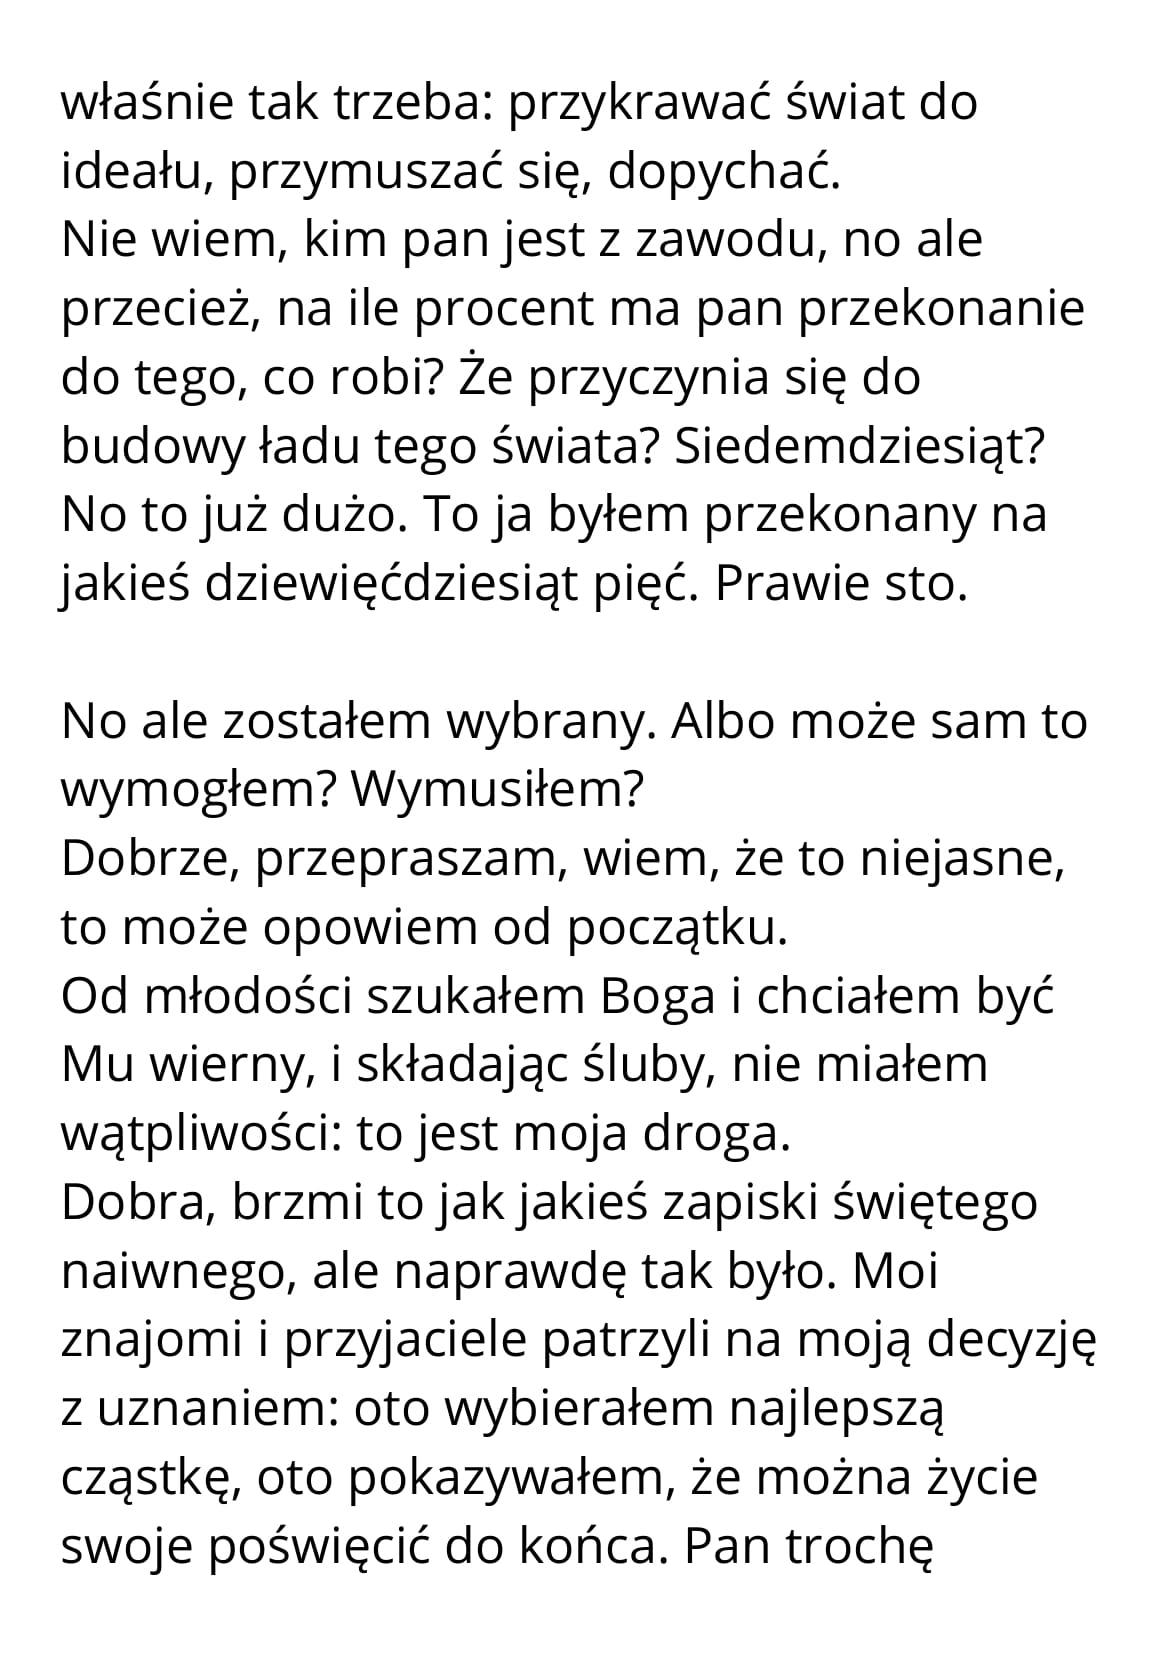 właśnie tak trzeba: przykrawać świat do
ideału, przymuszać się, dopychać.
Nie wiem, kim pan jest z zawodu, no ale
przecież, na ile procent ma pan przekonanie
do tego, co robi? Że przyczynia się do
budowy ładu tego świata? Siedemdziesiąt?
No to już dużo. To ja byłem przekonany na
jakieś dziewięćdziesiąt pięć. Prawie sto.

No ale zostałem wybrany. Albo może sam to
wymogłem? Wymusiłem?
Dobrze, przepraszam, wiem, że to niejasne,
to może opowiem od początku.
Od młodości szukałem Boga i chciałem być
Mu wierny, i składając śluby, nie miałem
wątpliwości: to jest moja droga.
Dobra, brzmi to jak jakieś zapiski świętego
naiwnego, ale naprawdę tak było. Moi
znajomi i przyjaciele patrzyli na moją decyzję
z uznaniem: oto wybierałem najlepszą
cząstkę, oto pokazywałem, że można życie
swoje poświęcić do końca. Pan trochę